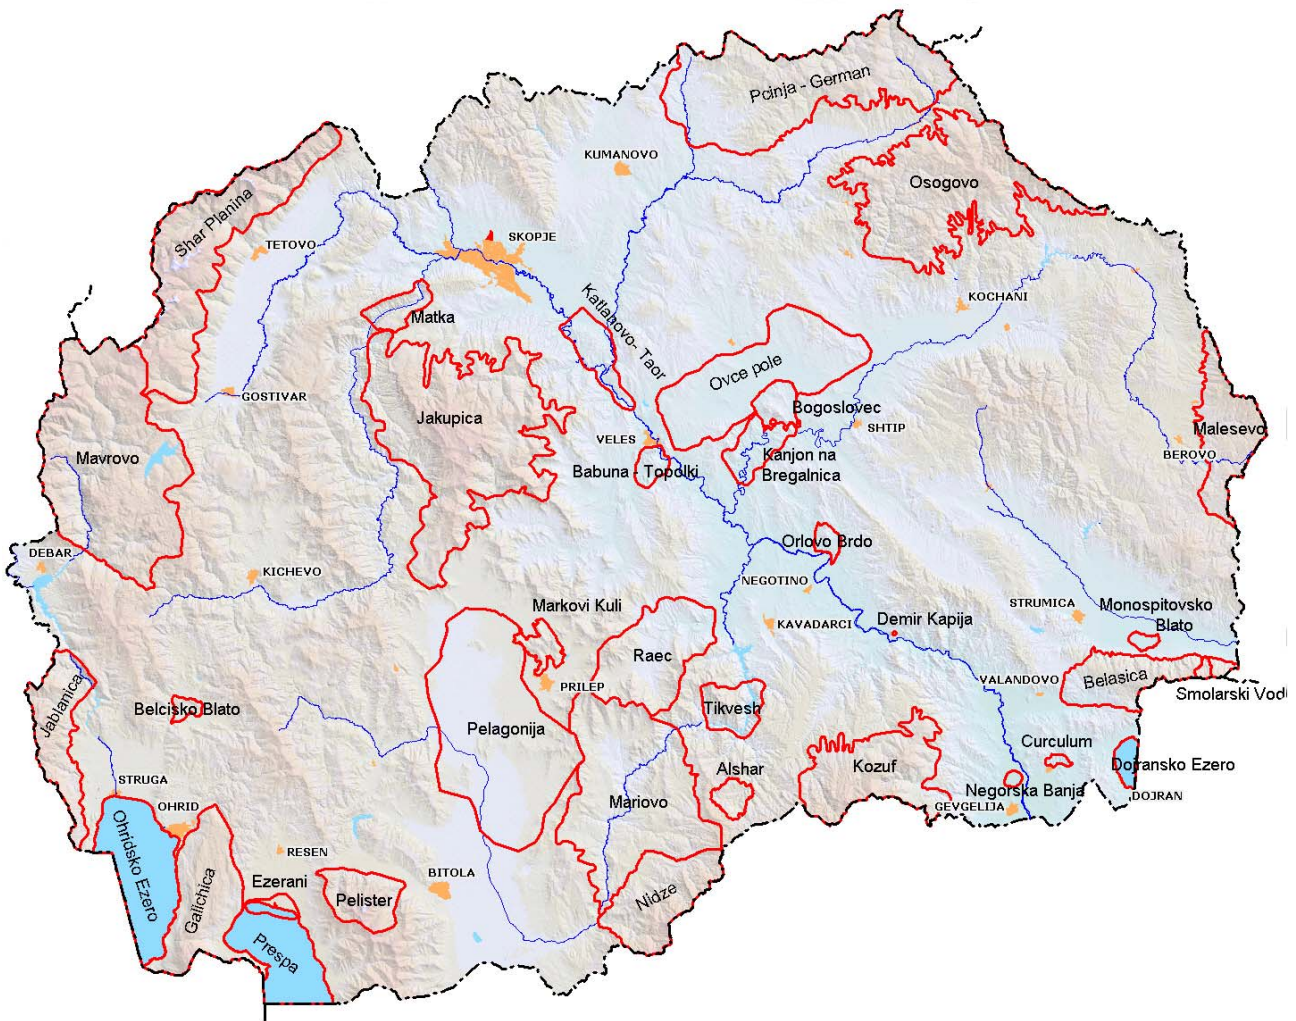 Pcinja - German
KUMANOVO
Osogovo
Shar Planina
TETOVO
SKOPJE
KOCHANI
Matka
Katlahovo- Taor
Ovce pole
GOSTIVAR
Jakupica
Bogoslovec
SHTIP
Malesevo
VELES
BEROVO
Mavrovo
Babuna - Topolki
Kanjon na
Bregalnica
Orlovo Brdo
DEBAR
KICHEVO
NEGOTINO
Markovi Kuli
STRUMICA
Monospitovsko
Blato
KAVADARCI
Demir Kapija
Raec
Jablanica
PRILEP
VALANDOVO
Belasica
Smolarski Vod
Belcisko Blato
Tikvesh
Pelagonija
Curculum
Dojransko Ezero
STRUGA
Alshar
Kozuf
Negorska Banja
DOJRAN
OHRID
Mariovo
GEVGELIJA
Ohridsko Ezero
RESEN
Galichica
Ezerani
BITOLA
Pelister
Nidze
Prespa